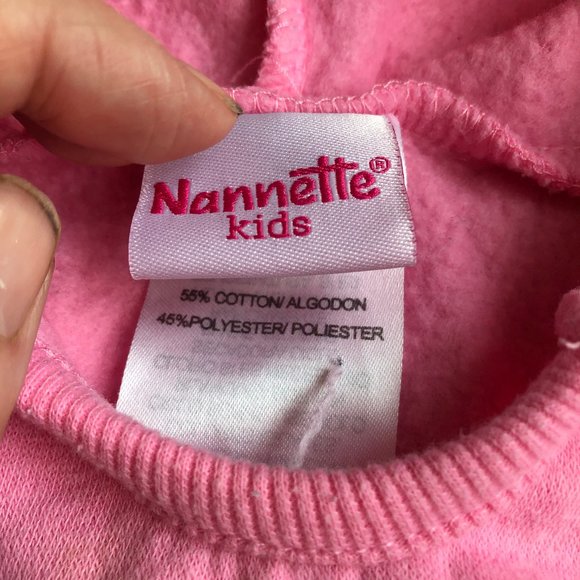 Nannette®
kids
55% COTTON/ ALGODON
45%POLYESTER/ POLIESTER